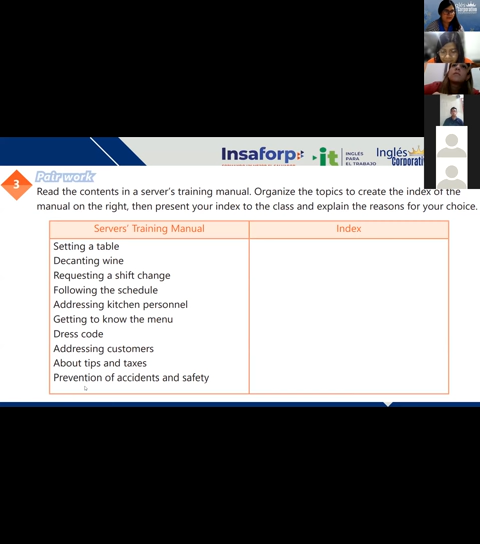 Inglés
Corporativo
Insaforp
it
INGLÉS
PARA
EL TRABAJO
Inglés
Corporativ
3
Pair work
Read the contents in a server's training manual. Organize the topics to create the index of the
manual on the right, then present your index to the class and explain the reasons for your choice.
Servers' Training Manual
Index
Setting a table
Decanting wine
Requesting a shift change
Following the schedule
Addressing kitchen personnel
Getting to know the menu
Dress code
Addressing customers
About tips and taxes
Prevention of accidents and safety